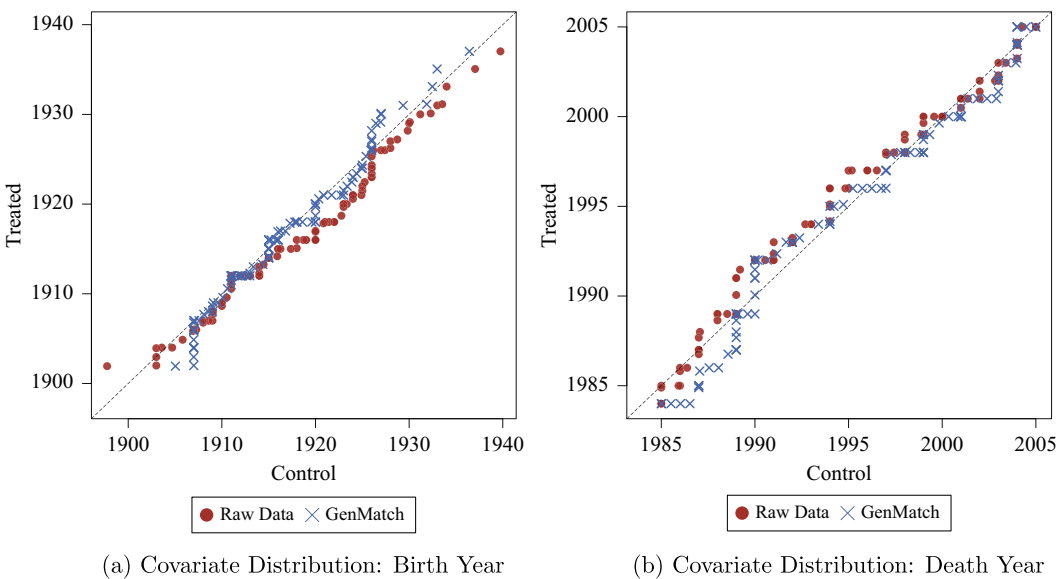 1940
1930
1920
1910
1900
Treated
1900 1910 1920 1930 1940
Control
Raw Data GenMatch
(a) Covariate Distribution: Birth Year
2005
2000
1995
1990
1985
Treated
1985 1990 1995 2000 2005
Control
Raw Data GenMatch
(b) Covariate Distribution: Death Year